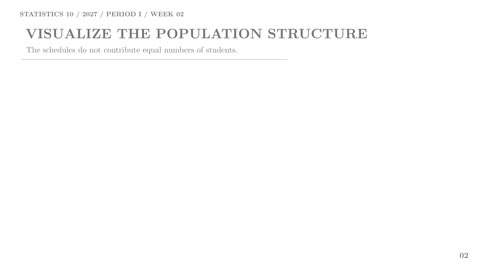 STATISTICS 10 / 2027 / PERIOD I / WEEK 02
VISUALIZE THE POPULATION STRUCTURE
The schedules do not contribute equal numbers of students.
02